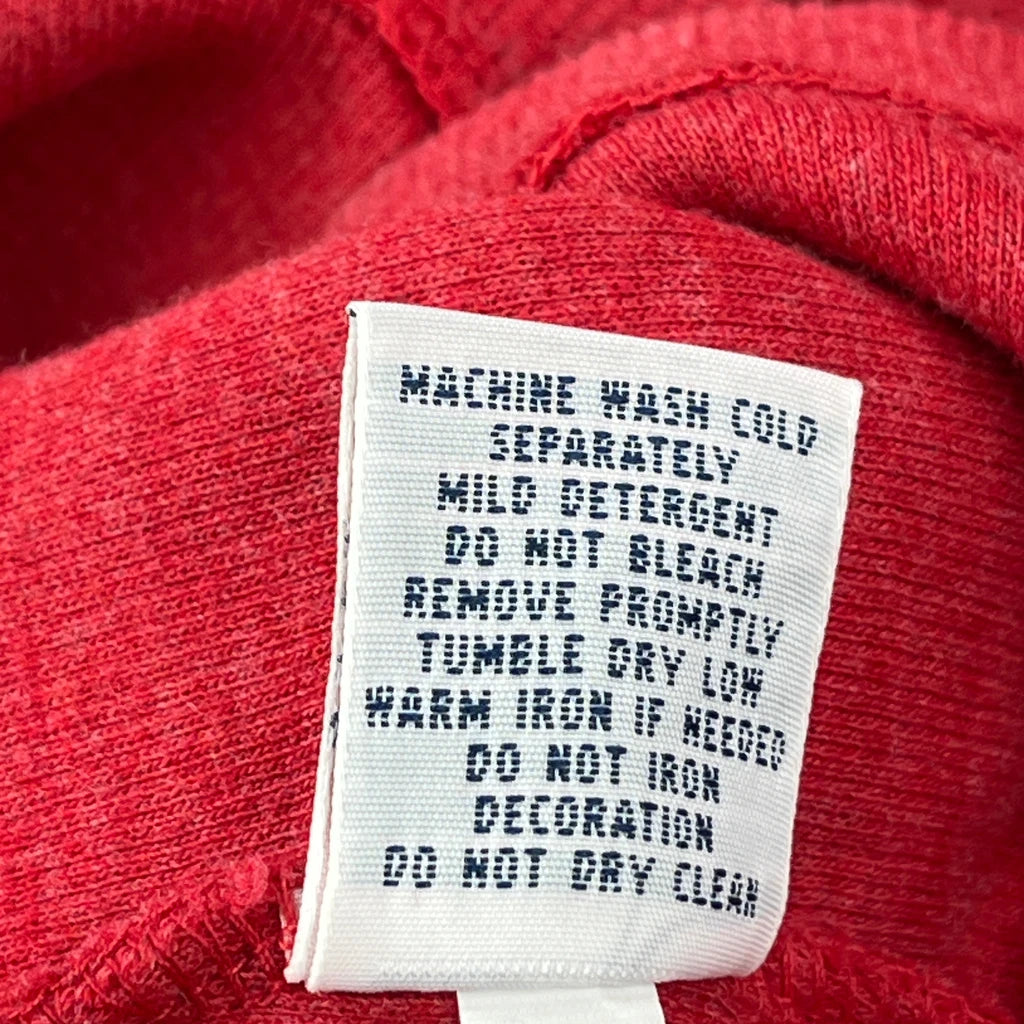 MACHINE WASH COLD
SEPARATELY
MILD DETERGENT
DO NOT BLEACH
REMOVE PROMPTLY
TUMBLE DRY LOW
WARM IRON IF NEEDED
DO NOT IRON
DECORATION
DO NOT DRY CLEAN